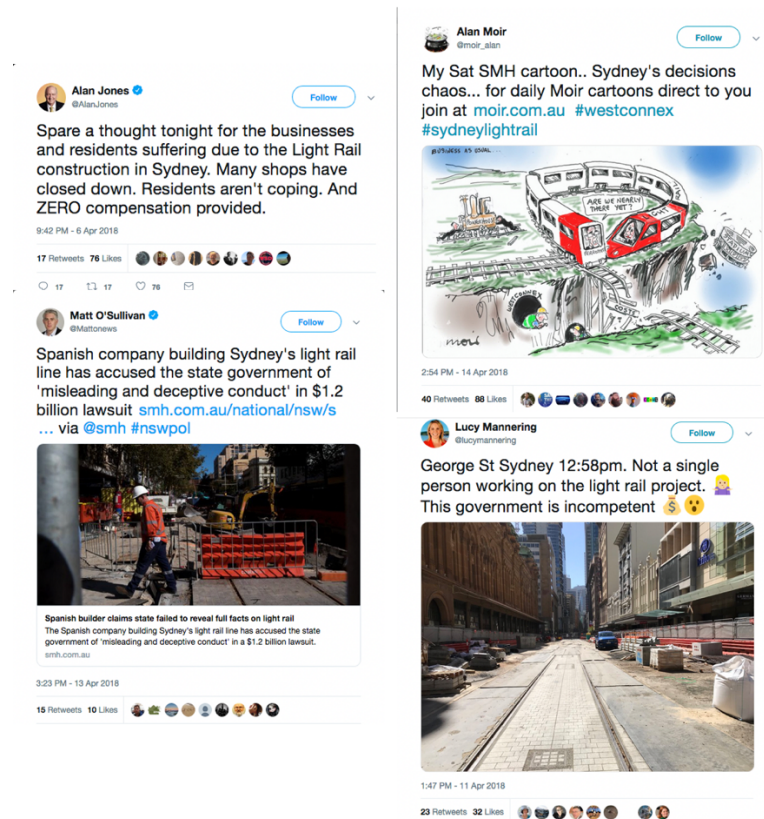 Alan Jones
@AlanJones
Follow
Spare a thought tonight for the businesses
and residents suffering due to the Light Rail
construction in Sydney. Many shops have
closed down. Residents aren't coping. And
ZERO compensation provided.
9:42 PM - 6 Apr 2018
17 Retweets 76 Likes
17 17 76
Matt O'Sullivan
@Mattonews
Follow
Spanish company building Sydney's light rail
line has accused the state government of
'misleading and deceptive conduct' in $1.2
billion lawsuit smh.com.au/national/nsw/s
... via @smh #nswpol
Spanish builder claims state failed to reveal full facts on light rail
The Spanish company building Sydney's light rail line has accused the state
government of 'misleading and deceptive conduct' in a $1.2 billion lawsuit.
smh.com.au
3:23 PM - 13 Apr 2018
15 Retweets 10 Likes
Alan Moir
@moir_alan
Follow
My Sat SMH cartoon.. Sydney's decisions
chaos... for daily Moir cartoons direct to you
join at moir.com.au #westconnex
#sydneylightrail
BUSINESS AS USUAL...
ARE WE NEARLY
THERE YET?
GOVT
WESTCONNEX
COSTS
moir
2:54 PM - 14 Apr 2018
40 Retweets 88 Likes
Lucy Mannering
@lucymannering
Follow
George St Sydney 12:58pm. Not a single
person working on the light rail project.
This government is incompetent
1:47 PM - 11 Apr 2018
23 Retweets 32 Likes